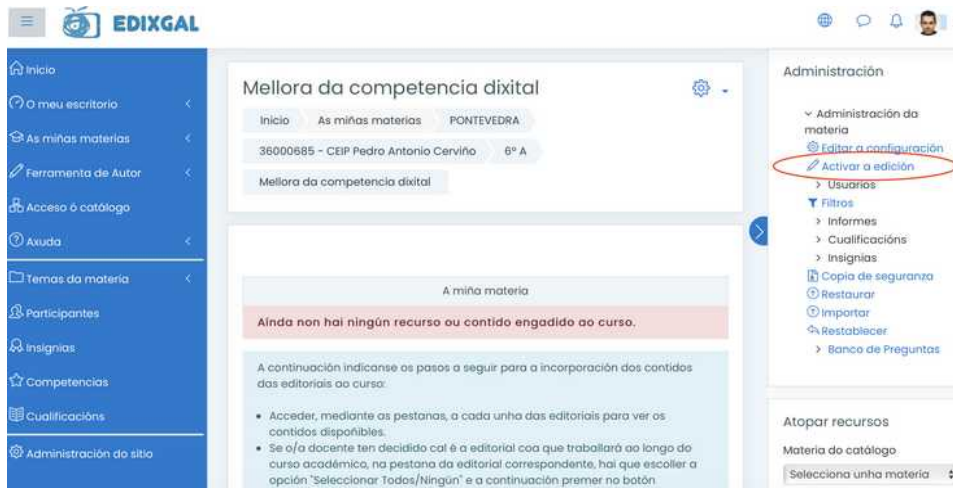 EDIXGAL
Inicio
O meu escritorio
As miñas materias
Ferramenta de Autor
Acceso ó catálogo
Axuda
Temas da materia
Participantes
Insignias
Competencias
Cualificacións
Administración do sitio
Mellora da competencia dixital
Inicio As miñas materias PONTEVEDRA
36000685 - CEIP Pedro Antonio Cerviño 6º A
Mellora da competencia dixital
A miña materia
Aínda non hai ningún recurso ou contido engadido ao curso.
A continuación indícanse os pasos a seguir para a incorporación dos contidos
das editoriais ao curso:
Acceder, mediante as pestanas, a cada unha das editoriais para ver os
contidos dispoñibles.
Se o/a docente ten decidido cal é a editorial coa que traballará ao longo do
curso académico, na pestana da editorial correspondente, hai que escoller a
opción "Seleccionar Todos/Ningún" e a continuación premer no botón
Administración
Administración da
materia
Editar a configuración
Activar a edición
Usuarios
Filtros
Informes
Cualificacións
Insignias
Copia de seguranza
Restaurar
Importar
Restablecer
Banco de Preguntas
Atopar recursos
Materia do catálogo
Selecciona unha materia